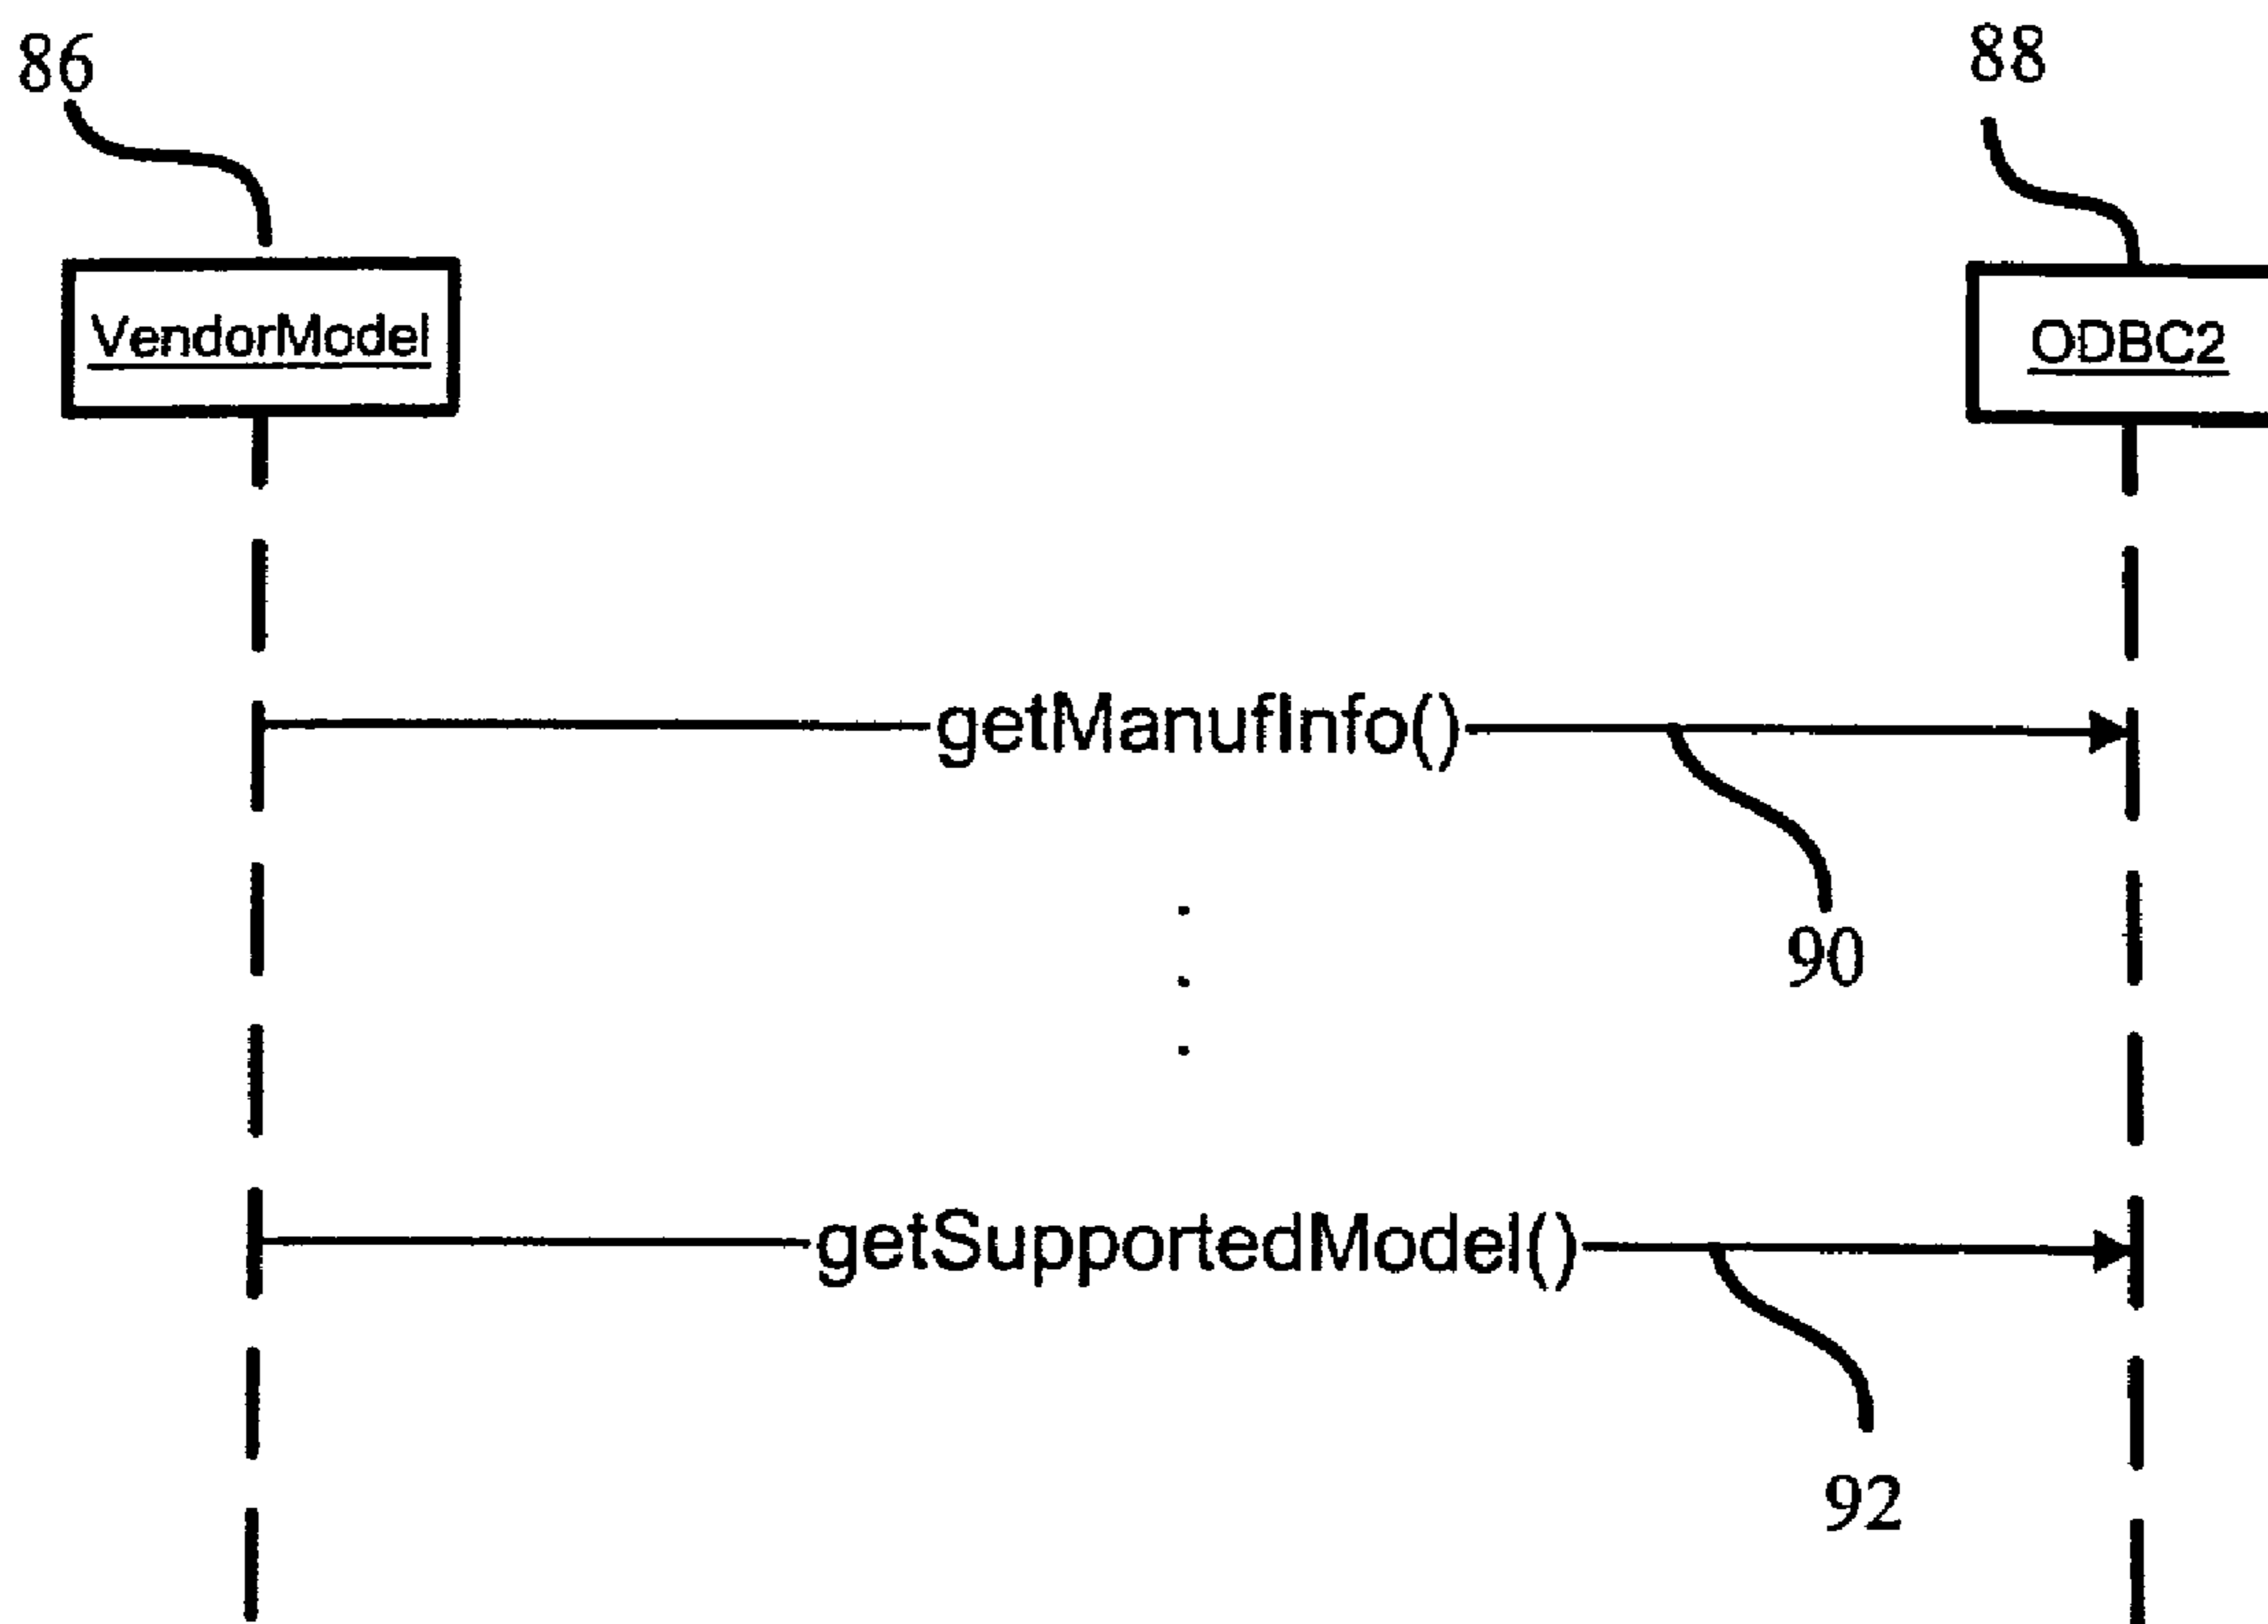 86
88
VendorModel
ODBC2
getManufInfo()
90
getSupportedModel()
92